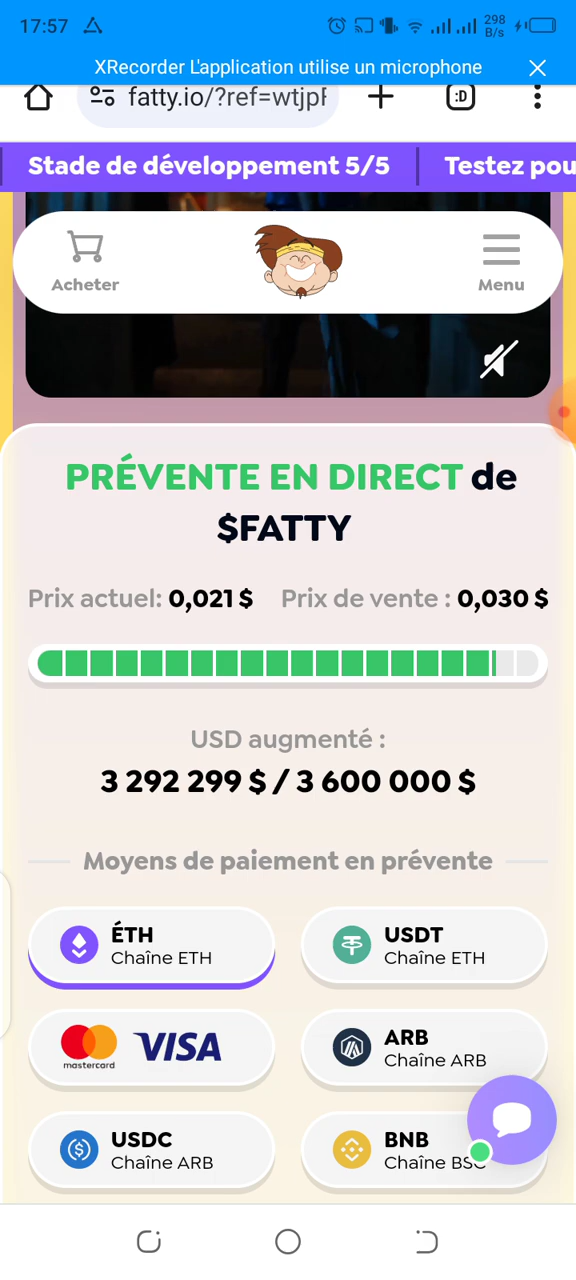 17:57
298
B/s
XRecorder L'application utilise un microphone
fatty.io/?ref=wtjpF
:D
Stade de développement 5/5
Testez pou
Acheter
Menu
PRÉVENTE EN DIRECT de
$FATTY
Prix actuel: 0,021 $
Prix de vente : 0,030 $
USD augmenté :
3 292 299 $ / 3 600 000 $
Moyens de paiement en prévente
ÉTH
Chaîne ETH
USDT
Chaîne ETH
mastercard
VISA
ARB
Chaîne ARB
USDC
Chaîne ARB
BNB
Chaîne BSC